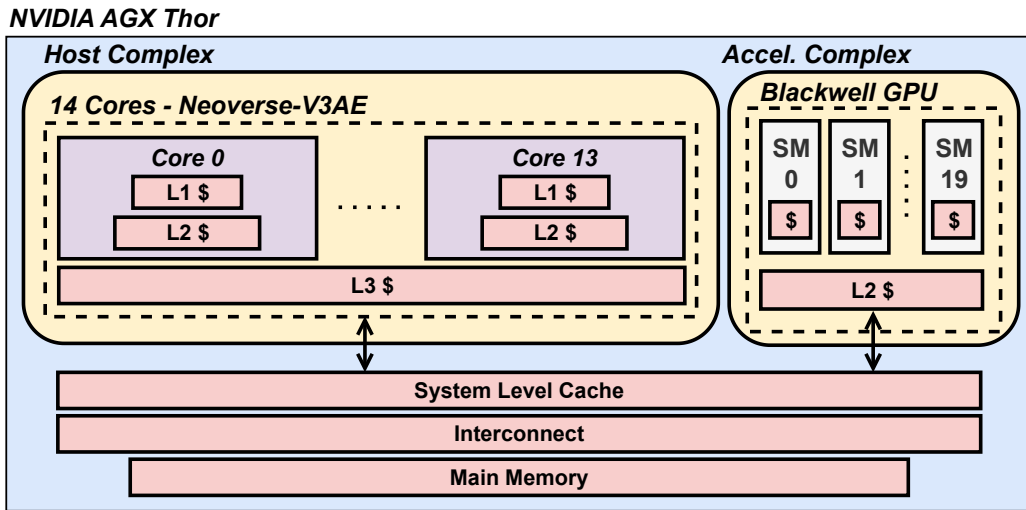 NVIDIA AGX Thor
Host Complex
Accel. Complex
14 Cores - Neoverse-V3AE
Blackwell GPU
Core 0
L1 $
L2 $
. . . . .
Core 13
L1 $
L2 $
L3 $
SM
0
$
SM
1
$
SM
19
$
L2 $
System Level Cache
Interconnect
Main Memory